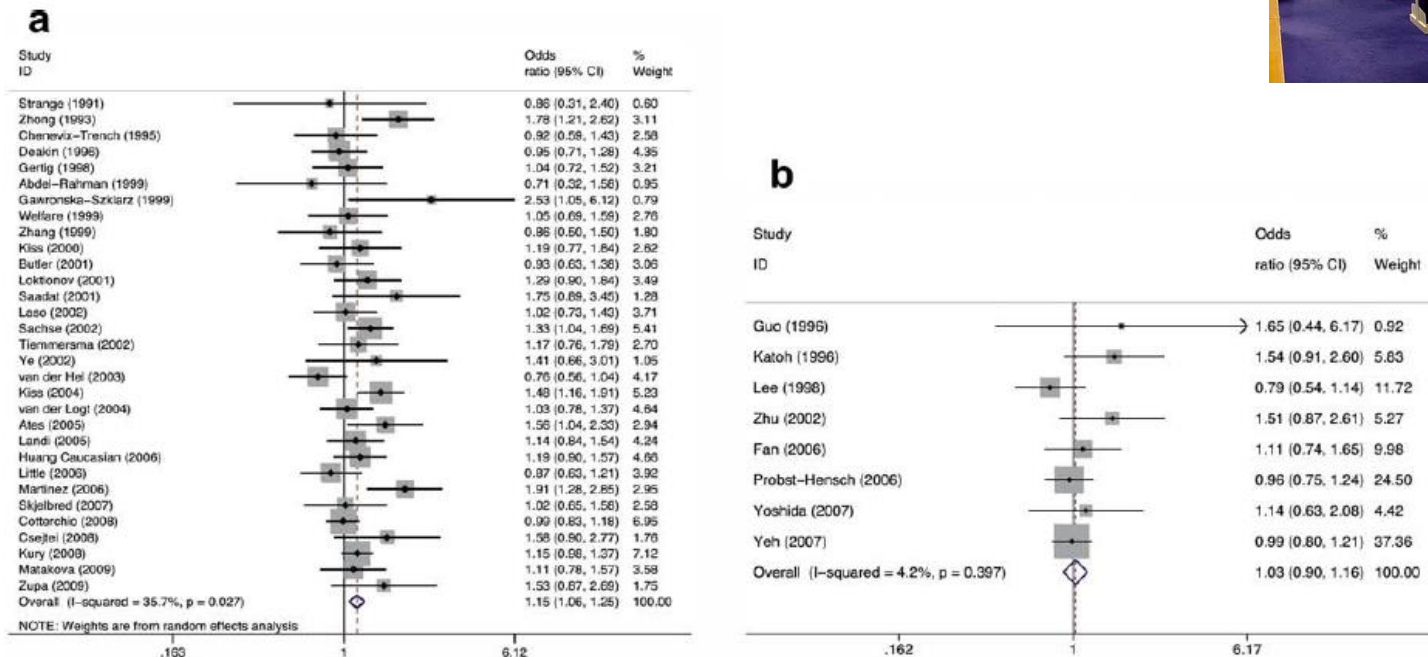 a
Study Odds %
ID ratio (95% CI) Weight
Strange (1991) 0.86 (0.31, 2.40) 0.60
Zhong (1993) 1.78 (1.21, 2.62) 3.11
Chenevix-Trench (1995) 0.92 (0.59, 1.43) 2.58
Deakin (1996) 0.95 (0.71, 1.28) 4.35
Gertig (1998) 1.04 (0.72, 1.52) 3.21
Abdel-Rahman (1999) 0.71 (0.32, 1.58) 0.95
Gawronska-Szklarz (1999) 2.53 (1.05, 6.12) 0.79
Welfare (1999) 1.05 (0.69, 1.59) 2.76
Zhang (1999) 0.86 (0.50, 1.50) 1.80
Kiss (2000) 1.19 (0.77, 1.84) 2.62
Butler (2001) 0.93 (0.63, 1.38) 3.06
Loktionov (2001) 1.29 (0.90, 1.84) 3.49
Saadat (2001) 1.75 (0.89, 3.45) 1.28
Laso (2002) 1.02 (0.73, 1.43) 3.71
Sachse (2002) 1.33 (1.04, 1.69) 5.41
Tiemmersma (2002) 1.17 (0.76, 1.79) 2.70
Ye (2002) 1.41 (0.66, 3.01) 1.05
van der Hel (2003) 0.76 (0.56, 1.04) 4.17
Kiss (2004) 1.48 (1.16, 1.91) 5.23
van der Logt (2004) 1.03 (0.78, 1.37) 4.64
Ates (2005) 1.56 (1.04, 2.33) 2.94
Landi (2005) 1.14 (0.84, 1.54) 4.24
Huang Caucasian (2006) 1.19 (0.90, 1.57) 4.66
Little (2006) 0.87 (0.63, 1.21) 3.92
Martinez (2006) 1.91 (1.28, 2.85) 2.95
Skjelbred (2007) 1.02 (0.65, 1.58) 2.58
Cotterchio (2008) 0.99 (0.83, 1.18) 6.95
Csejtei (2008) 1.58 (0.90, 2.77) 1.76
Kury (2008) 1.15 (0.98, 1.37) 7.12
Matakova (2009) 1.11 (0.78, 1.57) 3.58
Zupa (2009) 1.53 (0.87, 2.69) 1.75
Overall (I-squared = 35.7%, p = 0.027) 1.15 (1.06, 1.25) 100.00
NOTE: Weights are from random effects analysis
.163 1 6.12
b
Study Odds %
ID ratio (95% CI) Weight
Guo (1996) 1.65 (0.44, 6.17) 0.92
Katoh (1996) 1.54 (0.91, 2.60) 5.83
Lee (1998) 0.79 (0.54, 1.14) 11.72
Zhu (2002) 1.51 (0.87, 2.61) 5.27
Fan (2006) 1.11 (0.74, 1.65) 9.98
Probst-Hensch (2006) 0.96 (0.75, 1.24) 24.50
Yoshida (2007) 1.14 (0.63, 2.08) 4.42
Yeh (2007) 0.99 (0.80, 1.21) 37.36
Overall (I-squared = 4.2%, p = 0.397) 1.03 (0.90, 1.16) 100.00
.162 1 6.17